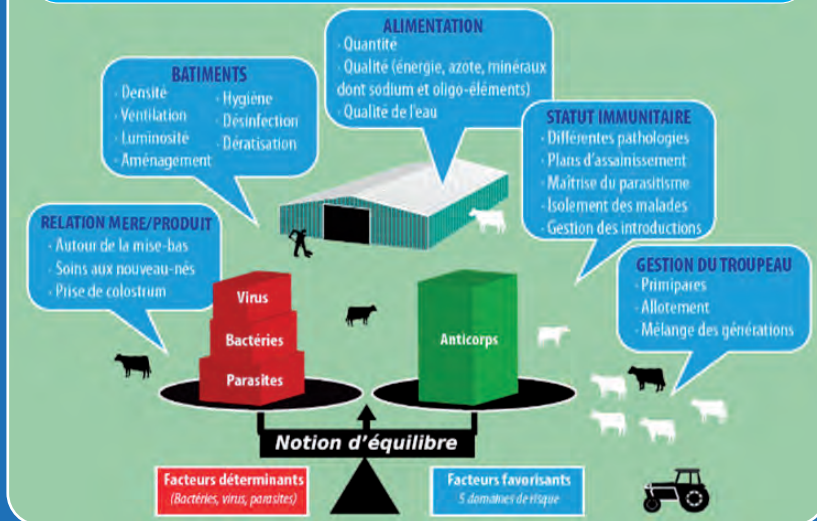 ALIMENTATION
· Quantité
· Qualité (énergie, azote, minéraux
dont sodium et oligo-éléments)
· Qualité de l'eau
BATIMENTS
· Densité
· Ventilation
· Luminosité
· Aménagement
· Hygiène
· Désinfection
· Dératisation
STATUT IMMUNITAIRE
· Différentes pathologies
· Plans d'assainissement
· Maîtrise du parasitisme
· Isolement des malades
· Gestion des introductions
RELATION MERE/PRODUIT
· Autour de la mise-bas
· Soins aux nouveau-nés
· Prise de colostrum
GESTION DU TROUPEAU
· Primipares
· Allotement
· Mélange des générations
Virus
Bactéries
Parasites
Anticorps
Notion d'équilibre
Facteurs déterminants
(Bactéries, virus, parasites)
Facteurs favorisants
5 domaines de risque